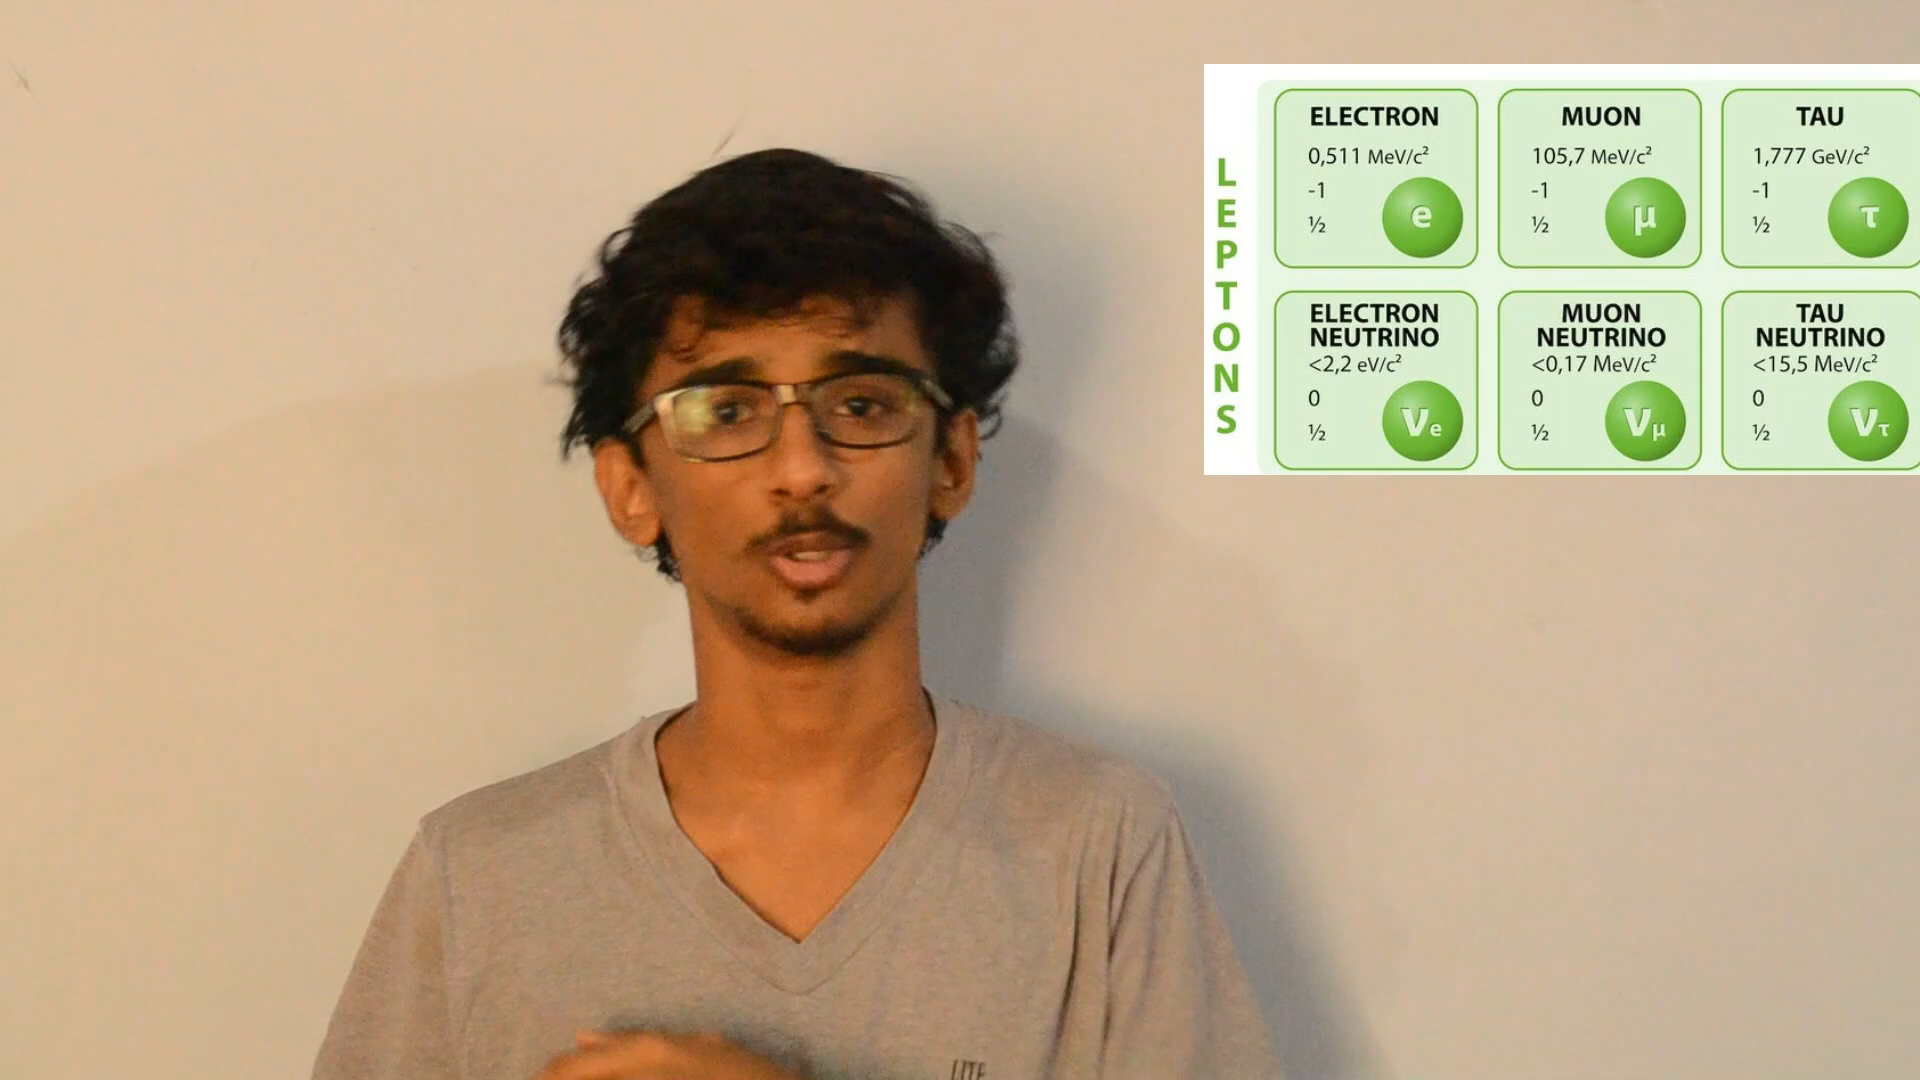 LEPTONS
ELECTRON
0,511 MeV/c²
-1
½
e
MUON
105,7 MeV/c²
-1
½
μ
TAU
1,777 GeV/c²
-1
½
τ
ELECTRON
NEUTRINO
<2,2 eV/c²
0
½
νe
MUON
NEUTRINO
<0,17 MeV/c²
0
½
νμ
TAU
NEUTRINO
<15,5 MeV/c²
0
½
ντ